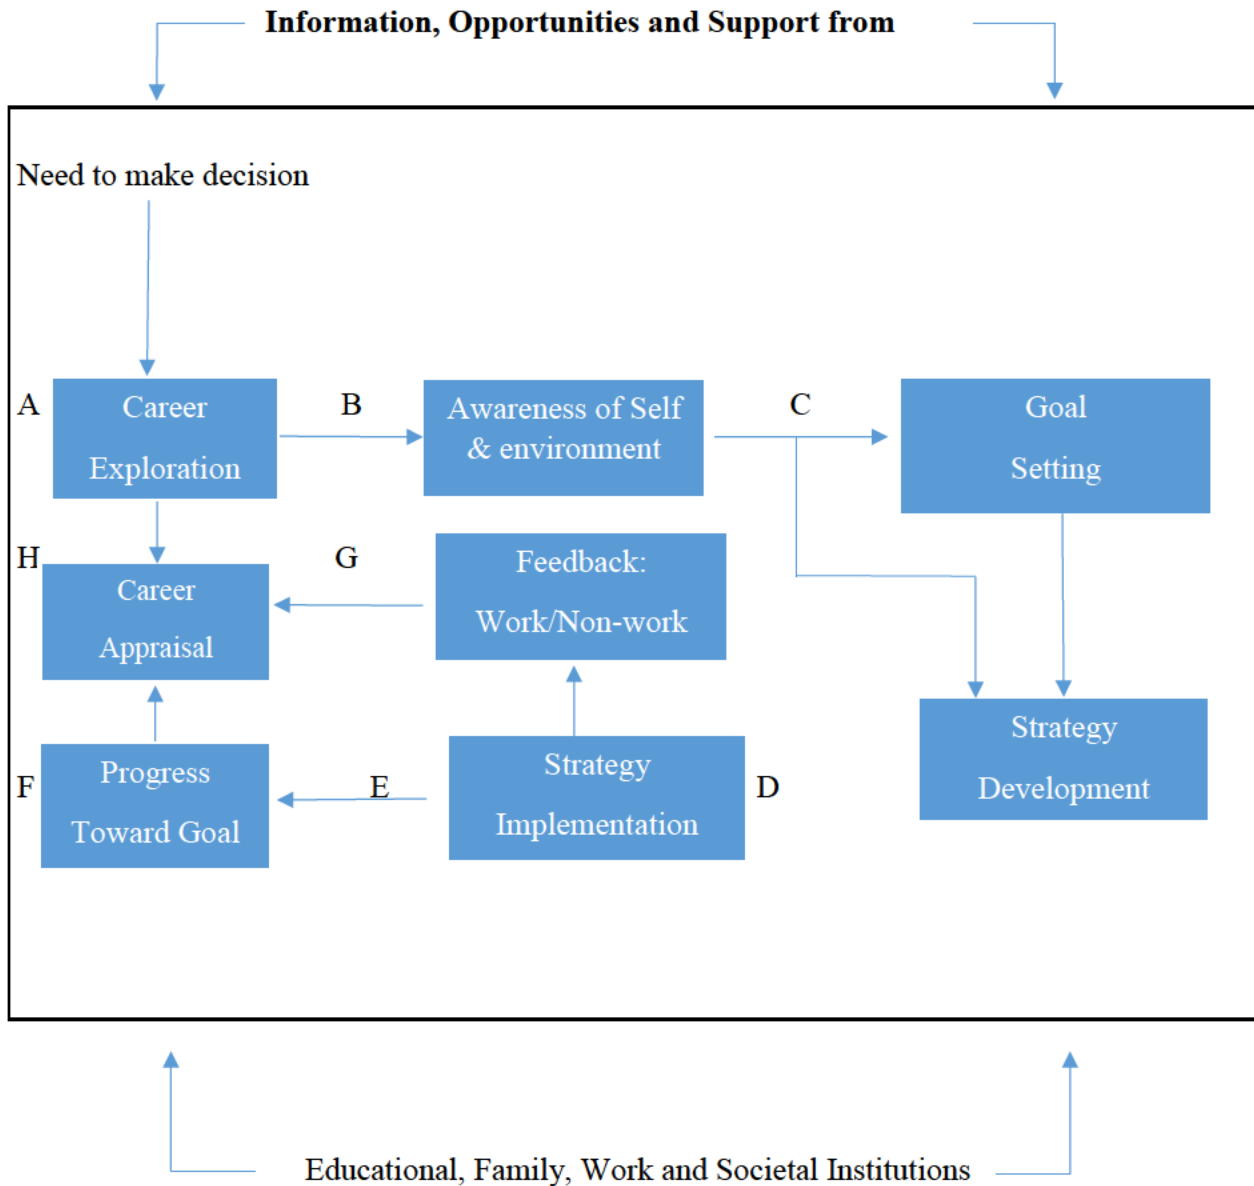 Information, Opportunities and Support from
Need to make decision
A
Career
Exploration
B
Awareness of Self
& environment
C
Goal
Setting
H
Career
Appraisal
G
Feedback:
Work/Non-work
Strategy
Development
F
Progress
Toward Goal
E
Strategy
Implementation
D
Educational, Family, Work and Societal Institutions